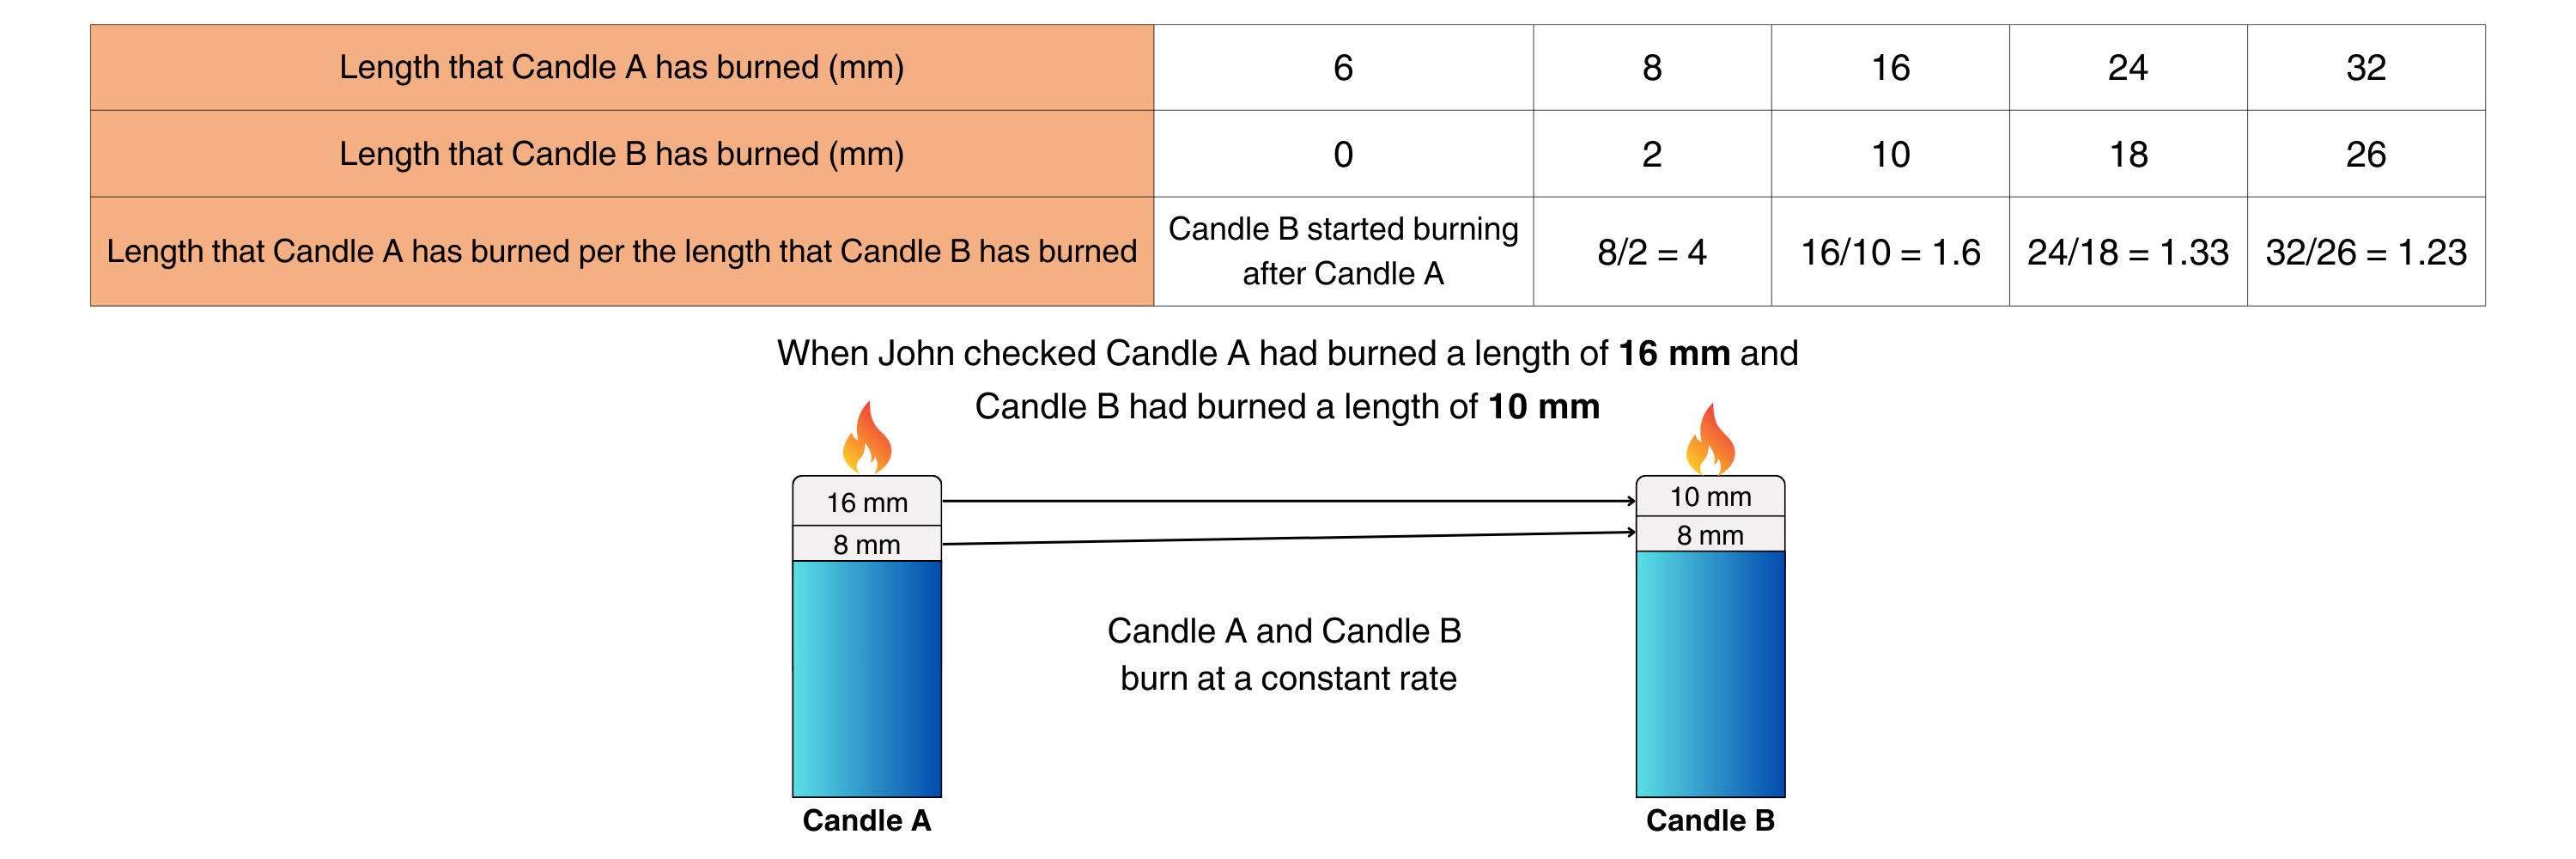 Length that Candle A has burned (mm) 6 8 16 24 32
Length that Candle B has burned (mm) 0 2 10 18 26
Length that Candle A has burned per the length that Candle B has burned Candle B started burning after Candle A 8/2 = 4 16/10 = 1.6 24/18 = 1.33 32/26 = 1.23
When John checked Candle A had burned a length of 16 mm and
Candle B had burned a length of 10 mm
16 mm 10 mm
8 mm 8 mm
Candle A and Candle B
burn at a constant rate
Candle A Candle B